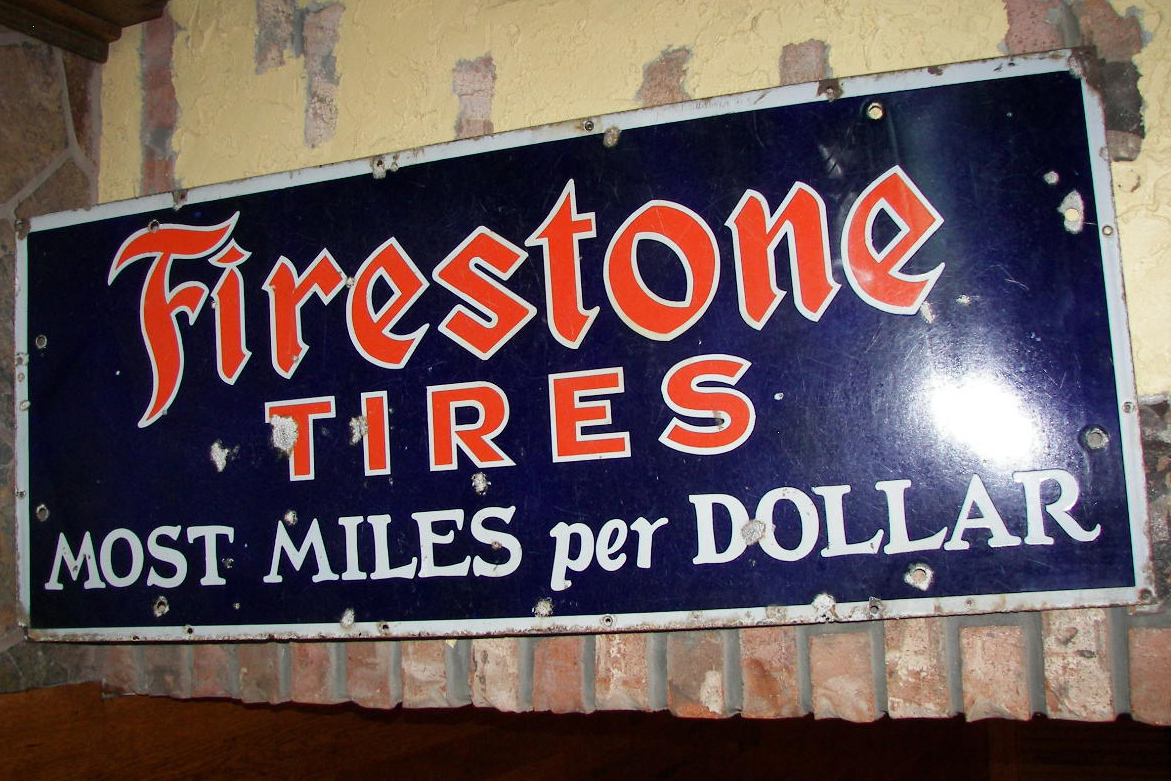 Firestone
TIRES
MOST MILES per DOLLAR